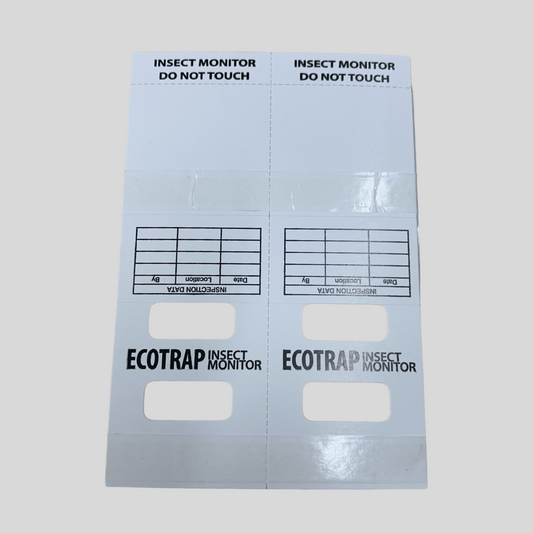 INSECT MONITOR
DO NOT TOUCH
INSECT MONITOR
DO NOT TOUCH
INSPECTION DATA
Date Location By
INSPECTION DATA
Date Location By
ECOTRAP INSECT
MONITOR
ECOTRAP INSECT
MONITOR